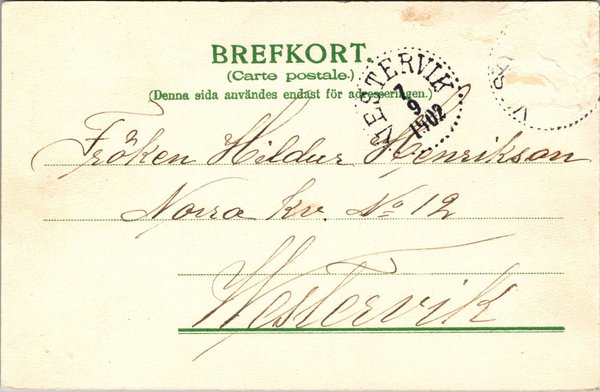 BREFKORT.
(Carte postale.)
(Denna sida användes endast för adresseringen.)
VESTERVIK
7
9
1902
Fröken Hildur Henrikson
Norra kv. No 12
Westervik